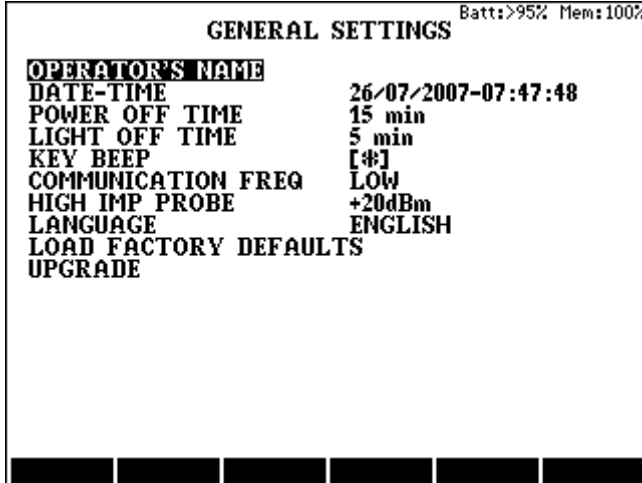 Batt:>95% Mem:100%
GENERAL SETTINGS
OPERATOR'S NAME
DATE-TIME 26/07/2007-07:47:48
POWER OFF TIME 15 min
LIGHT OFF TIME 5 min
KEY BEEP [*]
COMMUNICATION FREQ LOW
HIGH IMP PROBE +20dBm
LANGUAGE ENGLISH
LOAD FACTORY DEFAULTS
UPGRADE